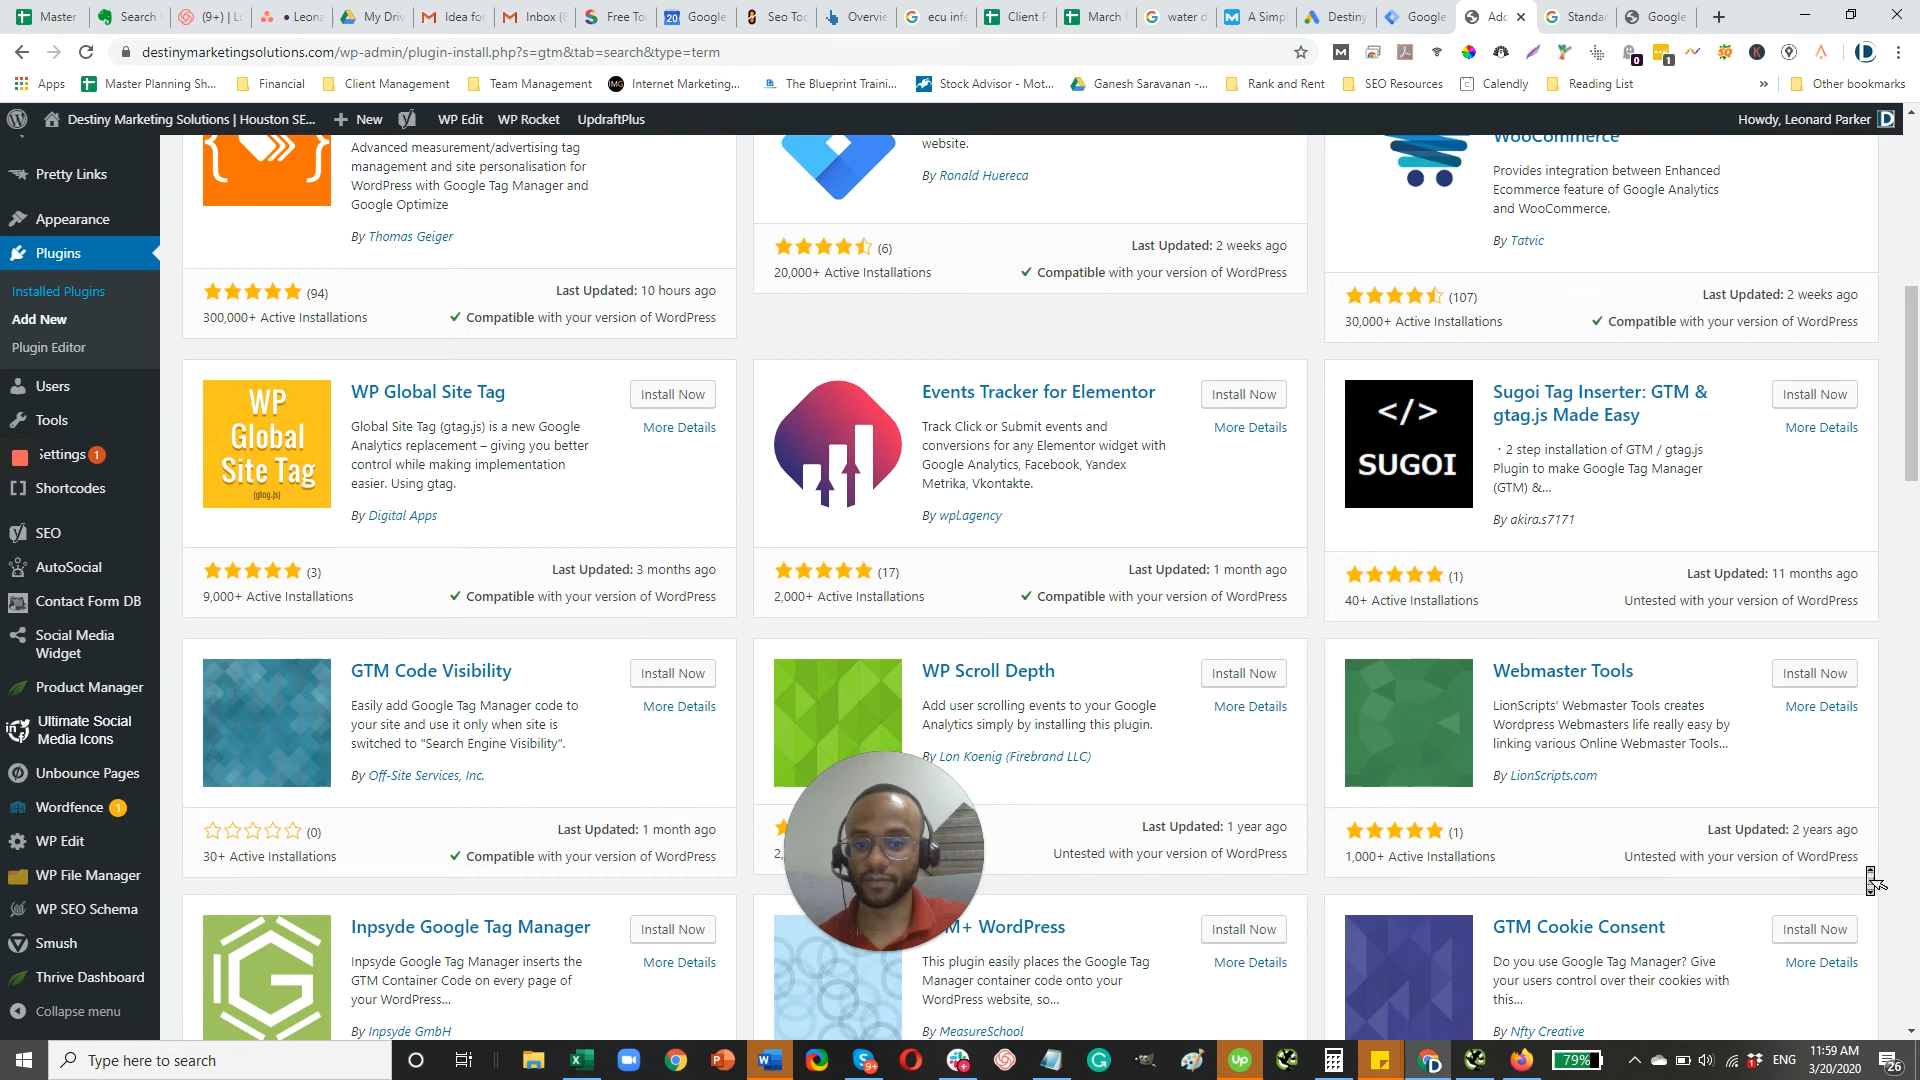 Master
Search
(9+) | L
Leona
My Driv
Idea for
Inbox (8
Free To
Google
Seo Too
Overvie
ecu info
Client P
March
water d
A Simp
Destiny
Google
Add
Standar
Google
destinymarketingsolutions.com/wp-admin/plugin-install.php?s=gtm&tab=search&type=term
Apps
Master Planning Sh...
Financial
Client Management
Team Management
Internet Marketing...
The Blueprint Traini...
Stock Advisor - Mot...
Ganesh Saravanan -...
Rank and Rent
SEO Resources
Calendly
Reading List
»
Other bookmarks
Destiny Marketing Solutions | Houston SE...
New
WP Edit
WP Rocket
UpdraftPlus
Howdy, Leonard Parker
Pretty Links
Appearance
Plugins
Installed Plugins
Add New
Plugin Editor
Users
Tools
Settings 1
Shortcodes
SEO
AutoSocial
Contact Form DB
Social Media
Widget
Product Manager
Ultimate Social
Media Icons
Unbounce Pages
Wordfence 1
WP Edit
WP File Manager
WP SEO Schema
Smush
Thrive Dashboard
Collapse menu
Advanced measurement/advertising tag
management and site personalisation for
WordPress with Google Tag Manager and
Google Optimize
By Thomas Geiger
(94)
300,000+ Active Installations
Last Updated: 10 hours ago
Compatible with your version of WordPress
website.
By Ronald Huereca
(6)
20,000+ Active Installations
Last Updated: 2 weeks ago
Compatible with your version of WordPress
WooCommerce
Provides integration between Enhanced
Ecommerce feature of Google Analytics
and WooCommerce.
By Tatvic
(107)
30,000+ Active Installations
Last Updated: 2 weeks ago
Compatible with your version of WordPress
WP
Global
Site Tag
(gtag.js)
WP Global Site Tag
Install Now
More Details
Global Site Tag (gtag.js) is a new Google
Analytics replacement – giving you better
control while making implementation
easier. Using gtag.
By Digital Apps
(3)
9,000+ Active Installations
Last Updated: 3 months ago
Compatible with your version of WordPress
Events Tracker for Elementor
Install Now
More Details
Track Click or Submit events and
conversions for any Elementor widget with
Google Analytics, Facebook, Yandex
Metrika, Vkontakte.
By wpl.agency
(17)
2,000+ Active Installations
Last Updated: 1 month ago
Compatible with your version of WordPress
</>
SUGOI
Sugoi Tag Inserter: GTM &
gtag.js Made Easy
Install Now
More Details
・2 step installation of GTM / gtag.js
Plugin to make Google Tag Manager
(GTM) &...
By akira.s7171
(1)
40+ Active Installations
Last Updated: 11 months ago
Untested with your version of WordPress
GTM Code Visibility
Install Now
More Details
Easily add Google Tag Manager code to
your site and use it only when site is
switched to "Search Engine Visibility".
By Off-Site Services, Inc.
(0)
30+ Active Installations
Last Updated: 1 month ago
Compatible with your version of WordPress
WP Scroll Depth
Install Now
More Details
Add user scrolling events to your Google
Analytics simply by installing this plugin.
By Lon Koenig (Firebrand LLC)
2,
Last Updated: 1 year ago
Untested with your version of WordPress
Webmaster Tools
Install Now
More Details
LionScripts' Webmaster Tools creates
Wordpress Webmasters life really easy by
linking various Online Webmaster Tools...
By LionScripts.com
(1)
1,000+ Active Installations
Last Updated: 2 years ago
Untested with your version of WordPress
Inpsyde Google Tag Manager
Install Now
More Details
Inpsyde Google Tag Manager inserts the
GTM Container Code on every page of
your WordPress...
By Inpsyde GmbH
M+ WordPress
Install Now
More Details
This plugin easily places the Google Tag
Manager container code onto your
WordPress website, so...
By MeasureSchool
GTM Cookie Consent
Install Now
More Details
Do you use Google Tag Manager? Give
your users control over their cookies with
this...
By Nfty Creative
Type here to search
79%
ENG
11:59 AM
3/20/2020
26